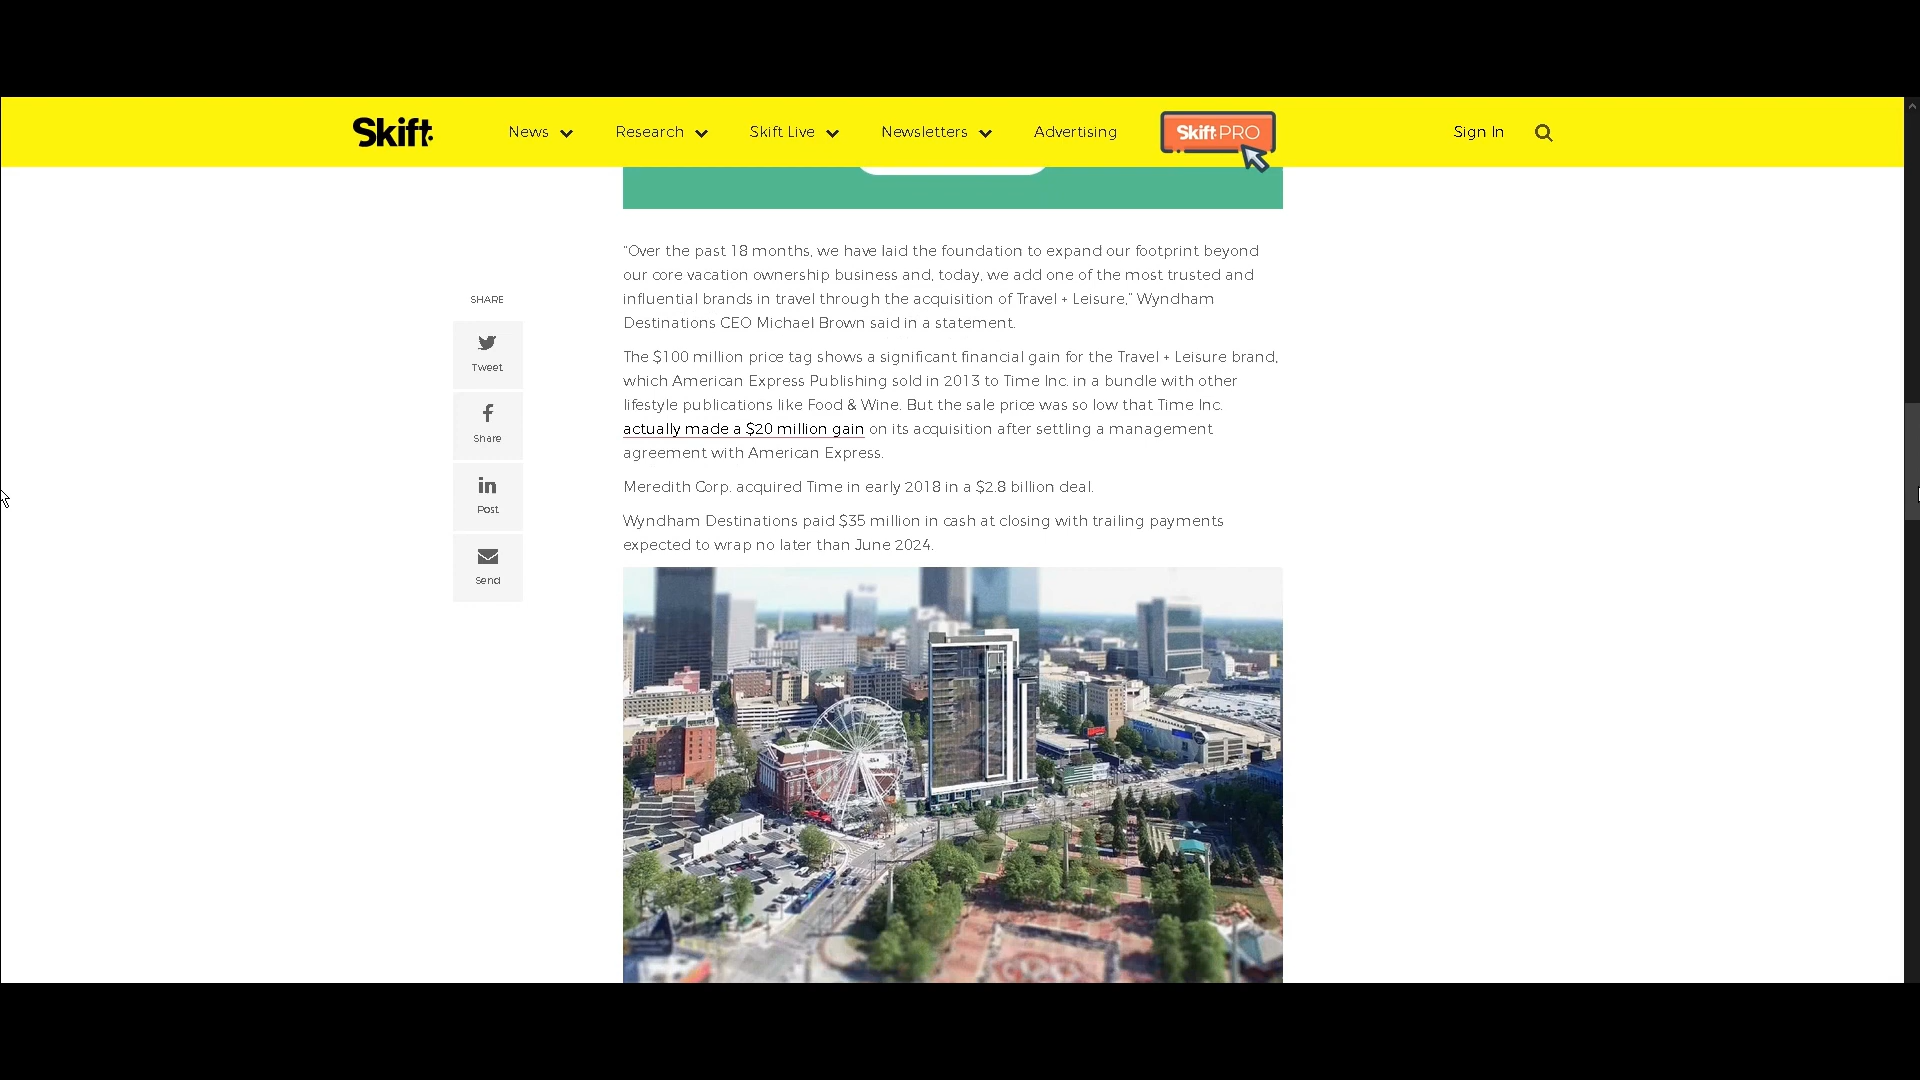 Skift
News
Research
Skift Live
Newsletters
Advertising
Skift PRO
Sign In
“Over the past 18 months, we have laid the foundation to expand our footprint beyond
our core vacation ownership business and, today, we add one of the most trusted and
influential brands in travel through the acquisition of Travel + Leisure,” Wyndham
Destinations CEO Michael Brown said in a statement.
SHARE
Tweet
Share
Post
Send
The $100 million price tag shows a significant financial gain for the Travel + Leisure brand,
which American Express Publishing sold in 2013 to Time Inc. in a bundle with other
lifestyle publications like Food & Wine. But the sale price was so low that Time Inc.
actually made a $20 million gain on its acquisition after settling a management
agreement with American Express.
Meredith Corp. acquired Time in early 2018 in a $2.8 billion deal.
Wyndham Destinations paid $35 million in cash at closing with trailing payments
expected to wrap no later than June 2024.